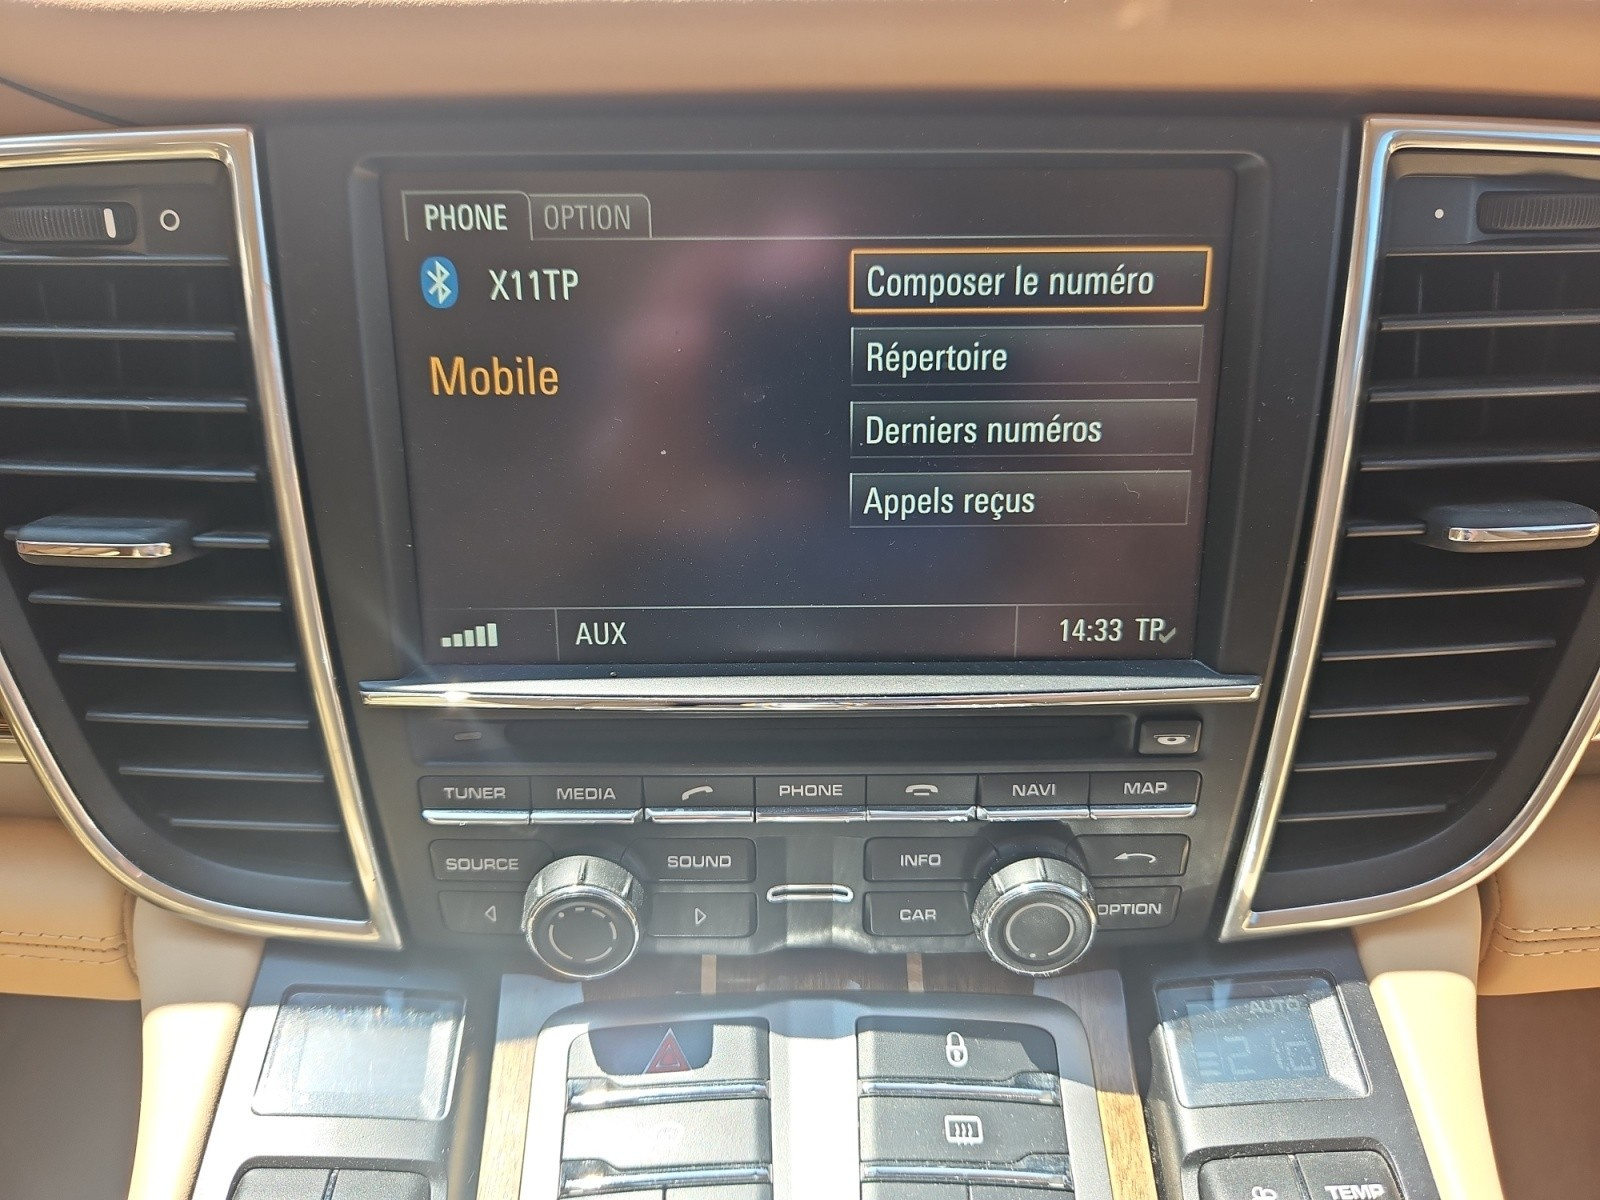 PHONE OPTION
X11TP
Mobile
Composer le numéro
Répertoire
Derniers numéros
Appels reçus
AUX
14:33 TP
TUNER MEDIA PHONE NAVI MAP
SOURCE SOUND INFO
CAR OPTION
AUTO
TEMP